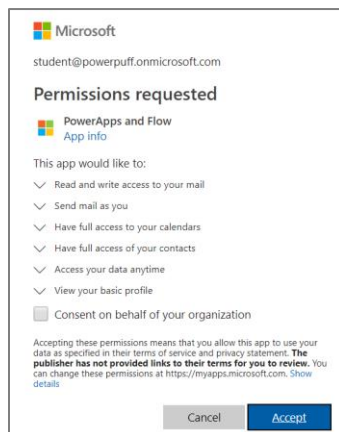 Microsoft
student@powerpuff.onmicrosoft.com
Permissions requested
PowerApps and Flow
App info
This app would like to:
Read and write access to your mail
Send mail as you
Have full access to your calendars
Have full access of your contacts
Access your data anytime
View your basic profile
Consent on behalf of your organization
Accepting these permissions means that you allow this app to use your
data as specified in their terms of service and privacy statement. The
publisher has not provided links to their terms for you to review. You
can change these permissions at https://myapps.microsoft.com. Show
details
Cancel
Accept